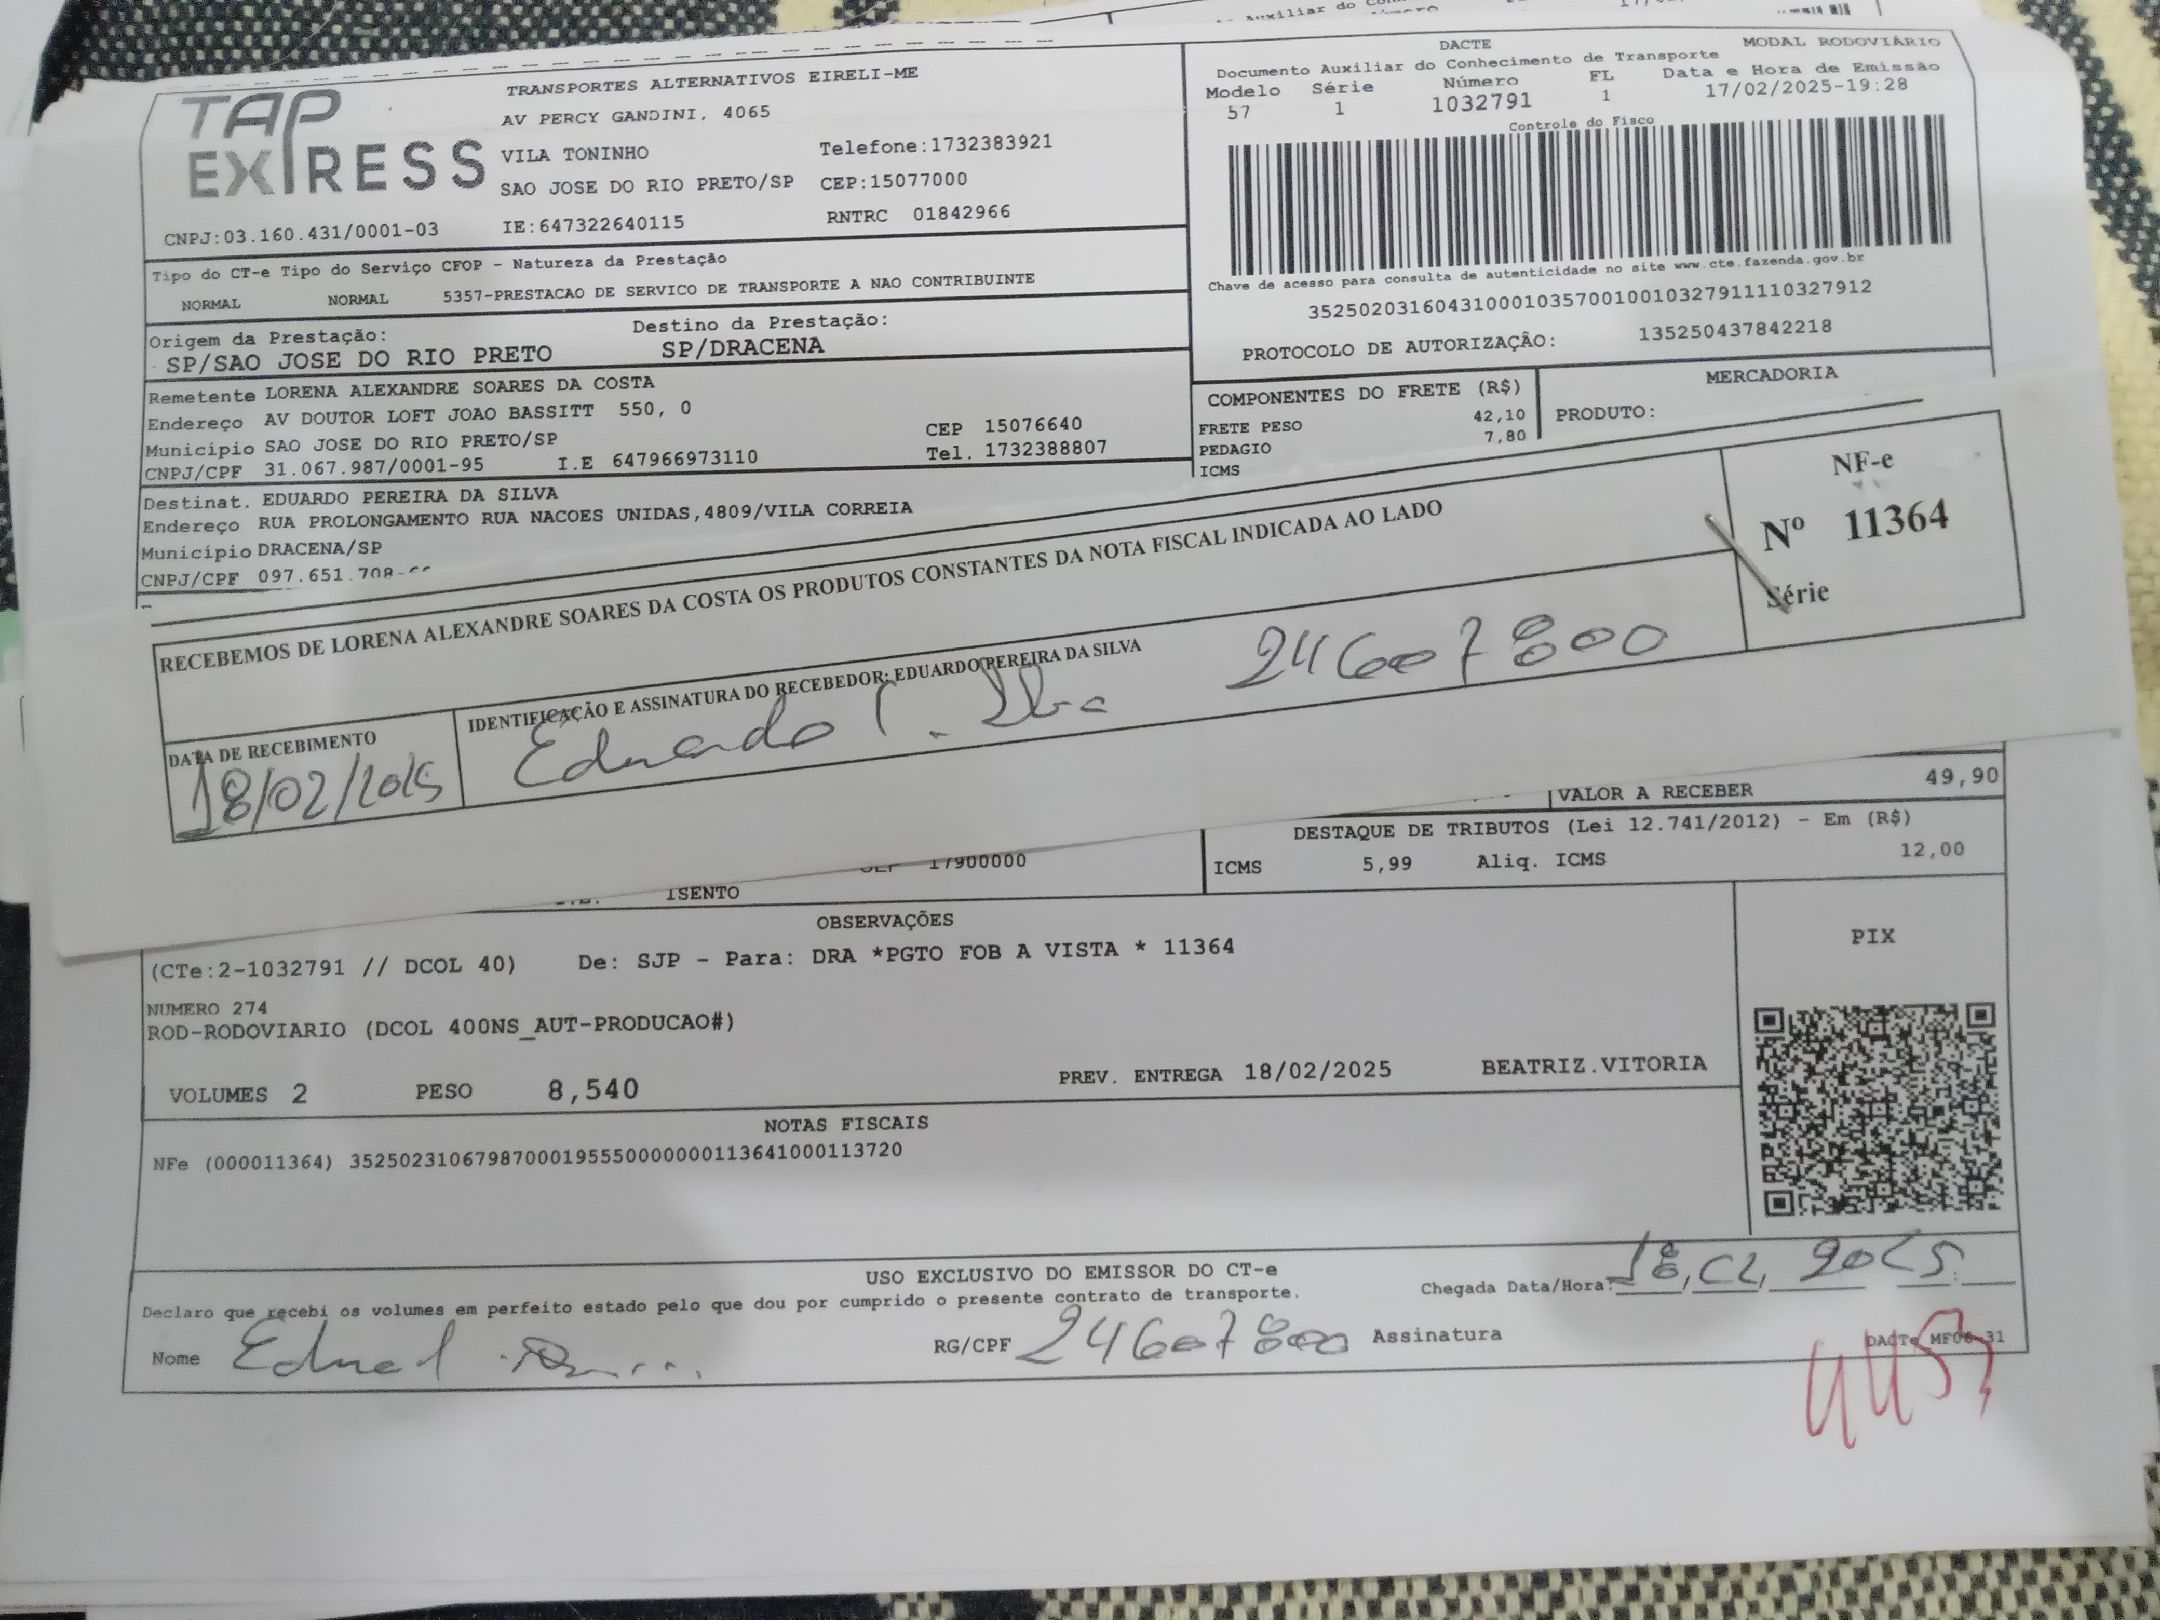 TAP EXPRESS
TRANSPORTES ALTERNATIVOS EIRELI-ME
AV PERCY GANDINI, 4065
VILA TONINHO Telefone:1732383921
SAO JOSE DO RIO PRETO/SP CEP:15077000
CNPJ:03.160.431/0001-03 IE:647322640115 RNTRC 01842966
DACTE MODAL RODOVIÁRIO
Documento Auxiliar do Conhecimento de Transporte
Modelo Série Número FL Data e Hora de Emissão
57 1 1032791 1 17/02/2025-19:28
Controle do Fisco
Chave de acesso para consulta de autenticidade no site www.cte.fazenda.gov.br
35250203160431000103570010010327911110327912
PROTOCOLO DE AUTORIZAÇÃO: 135250437842218
Tipo do CT-e Tipo do Serviço CFOP - Natureza da Prestação
NORMAL NORMAL 5357-PRESTACAO DE SERVICO DE TRANSPORTE A NAO CONTRIBUINTE
Origem da Prestação: Destino da Prestação:
SP/SAO JOSE DO RIO PRETO SP/DRACENA
Remetente LORENA ALEXANDRE SOARES DA COSTA
Endereço AV DOUTOR LOFT JOAO BASSITT 550, 0
Município SAO JOSE DO RIO PRETO/SP CEP 15076640
CNPJ/CPF 31.067.987/0001-95 I.E 647966973110 Tel. 1732388807
COMPONENTES DO FRETE (R$) MERCADORIA
FRETE PESO 42,10 PRODUTO:
PEDAGIO 7,80
ICMS
Destinat. EDUARDO PEREIRA DA SILVA
Endereço RUA PROLONGAMENTO RUA NACOES UNIDAS,4809/VILA CORREIA
Município DRACENA/SP
CNPJ/CPF 097.651.708-
RECEBEMOS DE LORENA ALEXANDRE SOARES DA COSTA OS PRODUTOS CONSTANTES DA NOTA FISCAL INDICADA AO LADO
NF-e
Nº 11364
Série
DATA DE RECEBIMENTO
18/02/2025
IDENTIFICAÇÃO E ASSINATURA DO RECEBEDOR: EDUARDO PEREIRA DA SILVA
Eduardo P. Silva 24607800
VALOR A RECEBER 49,90
DESTAQUE DE TRIBUTOS (Lei 12.741/2012) - Em (R$)
ICMS 5,99 Aliq. ICMS 12,00
17900000
ISENTO
OBSERVAÇÕES
(CTe:2-1032791 // DCOL 40) De: SJP - Para: DRA *PGTO FOB A VISTA * 11364
NUMERO 274
ROD-RODOVIARIO (DCOL 400NS_AUT-PRODUCAO#)
PIX
VOLUMES 2 PESO 8,540 PREV. ENTREGA 18/02/2025 BEATRIZ.VITORIA
NOTAS FISCAIS
NFe (000011364) 35250231067987000195550000000113641000113720
USO EXCLUSIVO DO EMISSOR DO CT-e
Declaro que recebi os volumes em perfeito estado pelo que dou por cumprido o presente contrato de transporte.
Chegada Data/Hora: 18, 02, 2025
Nome RG/CPF 24607800 Assinatura
DACTe MF06.31